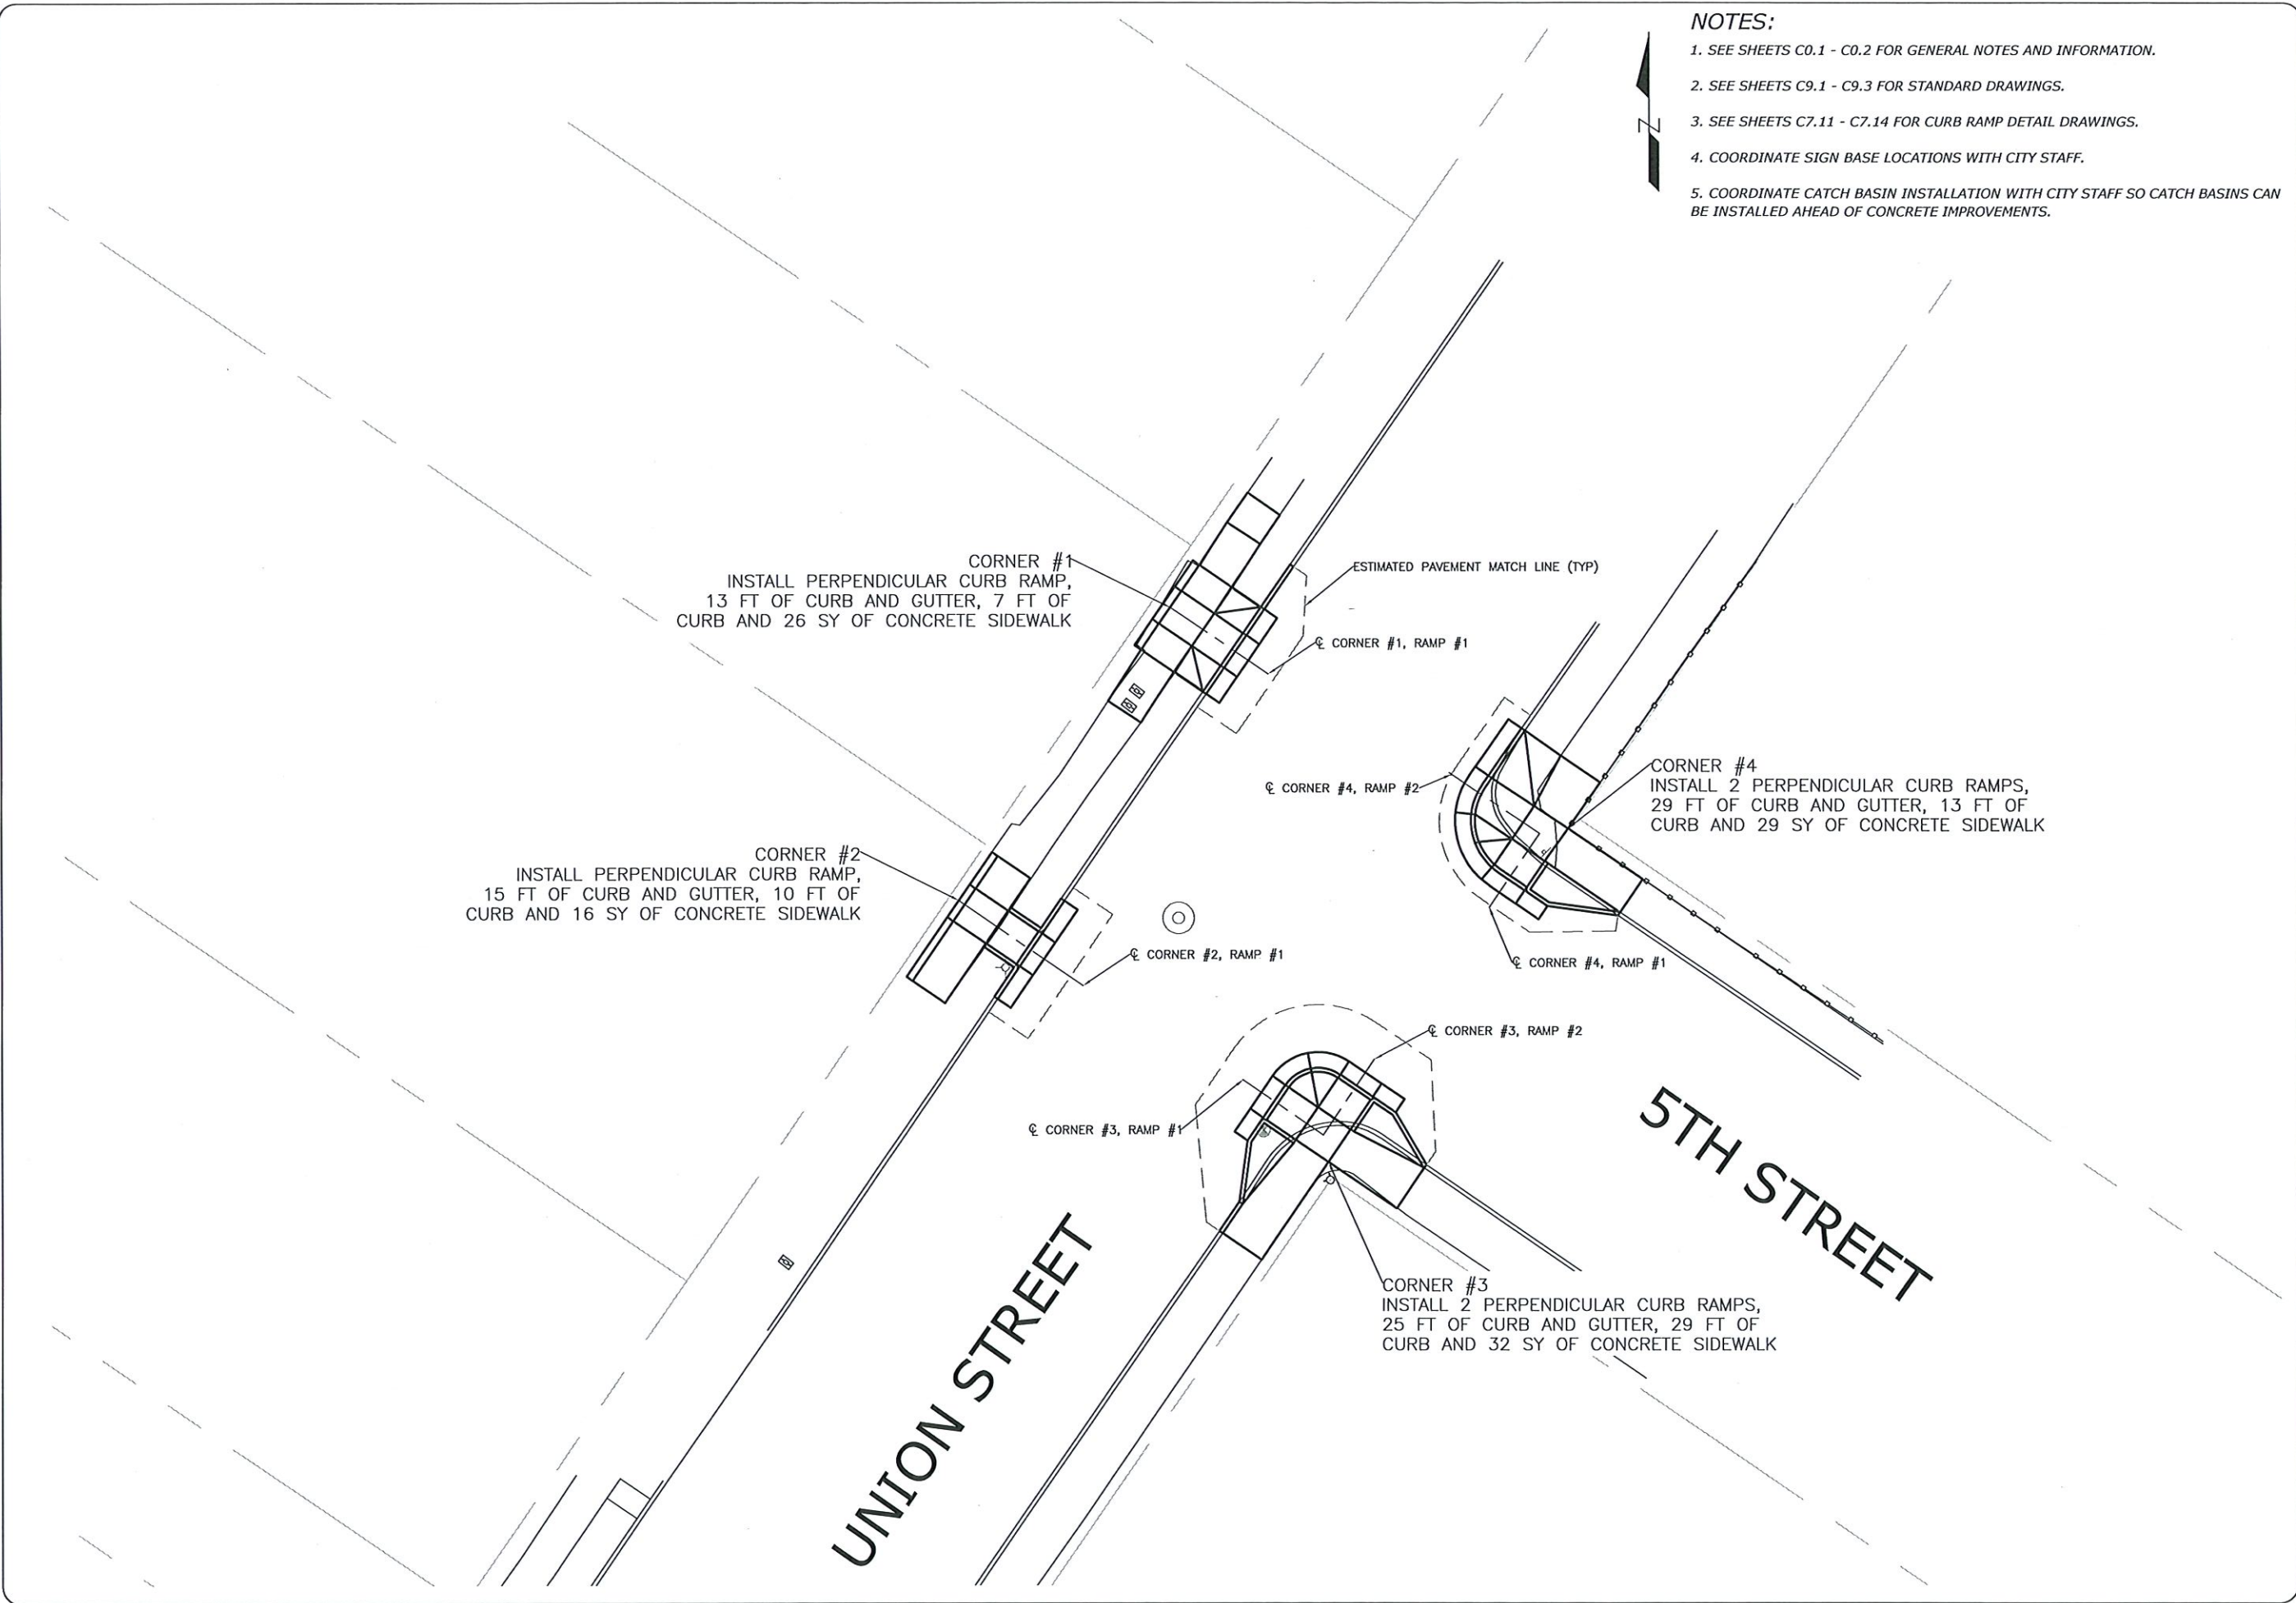 NOTES:
1. SEE SHEETS C0.1 - C0.2 FOR GENERAL NOTES AND INFORMATION.
2. SEE SHEETS C9.1 - C9.3 FOR STANDARD DRAWINGS.
3. SEE SHEETS C7.11 - C7.14 FOR CURB RAMP DETAIL DRAWINGS.
4. COORDINATE SIGN BASE LOCATIONS WITH CITY STAFF.
5. COORDINATE CATCH BASIN INSTALLATION WITH CITY STAFF SO CATCH BASINS CAN
BE INSTALLED AHEAD OF CONCRETE IMPROVEMENTS.
N
CORNER #1
INSTALL PERPENDICULAR CURB RAMP,
13 FT OF CURB AND GUTTER, 7 FT OF
CURB AND 26 SY OF CONCRETE SIDEWALK
ESTIMATED PAVEMENT MATCH LINE (TYP)
℄ CORNER #1, RAMP #1
℄ CORNER #4, RAMP #2
CORNER #4
INSTALL 2 PERPENDICULAR CURB RAMPS,
29 FT OF CURB AND GUTTER, 13 FT OF
CURB AND 29 SY OF CONCRETE SIDEWALK
CORNER #2
INSTALL PERPENDICULAR CURB RAMP,
15 FT OF CURB AND GUTTER, 10 FT OF
CURB AND 16 SY OF CONCRETE SIDEWALK
℄ CORNER #2, RAMP #1
℄ CORNER #4, RAMP #1
℄ CORNER #3, RAMP #2
℄ CORNER #3, RAMP #1
5TH STREET
UNION STREET
CORNER #3
INSTALL 2 PERPENDICULAR CURB RAMPS,
25 FT OF CURB AND GUTTER, 29 FT OF
CURB AND 32 SY OF CONCRETE SIDEWALK